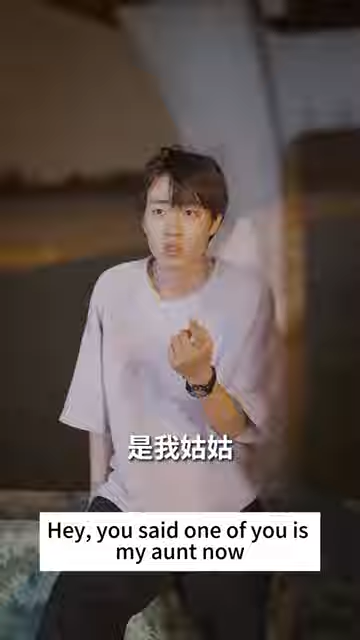 是我姑姑
Hey, you said one of you is
my aunt now